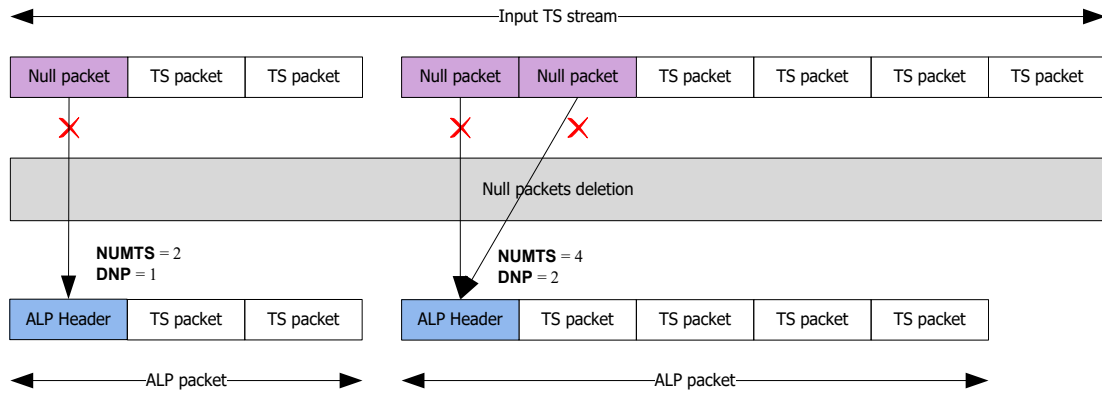 Input TS stream
Null packet TS packet TS packet Null packet Null packet TS packet TS packet TS packet TS packet
Null packets deletion
NUMTS = 2
DNP = 1
NUMTS = 4
DNP = 2
ALP Header TS packet TS packet ALP Header TS packet TS packet TS packet TS packet
ALP packet ALP packet